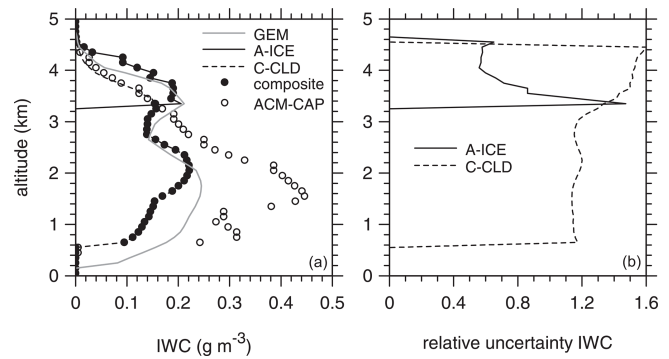 5
4
3
2
1
0
altitude (km)
GEM
A-ICE
C-CLD
composite
ACM-CAP
(a)
0 0.1 0.2 0.3 0.4 0.5
IWC (g m⁻³)
5
4
3
2
1
0
A-ICE
C-CLD
(b)
0 0.4 0.8 1.2 1.6
relative uncertainty IWC